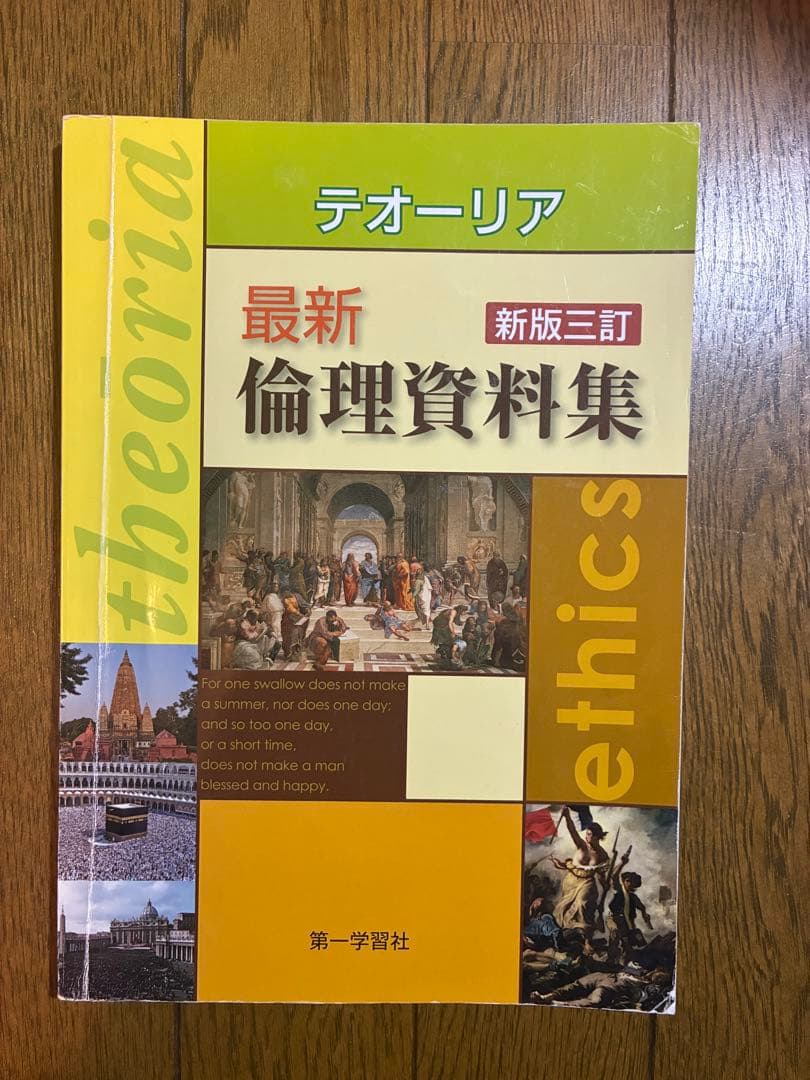 theōria
テオーリア
最新
新版三訂
倫理資料集
ethics
For one swallow does not make
a summer, nor does one day;
and so too one day,
or a short time,
does not make a man
blessed and happy.
第一学習社